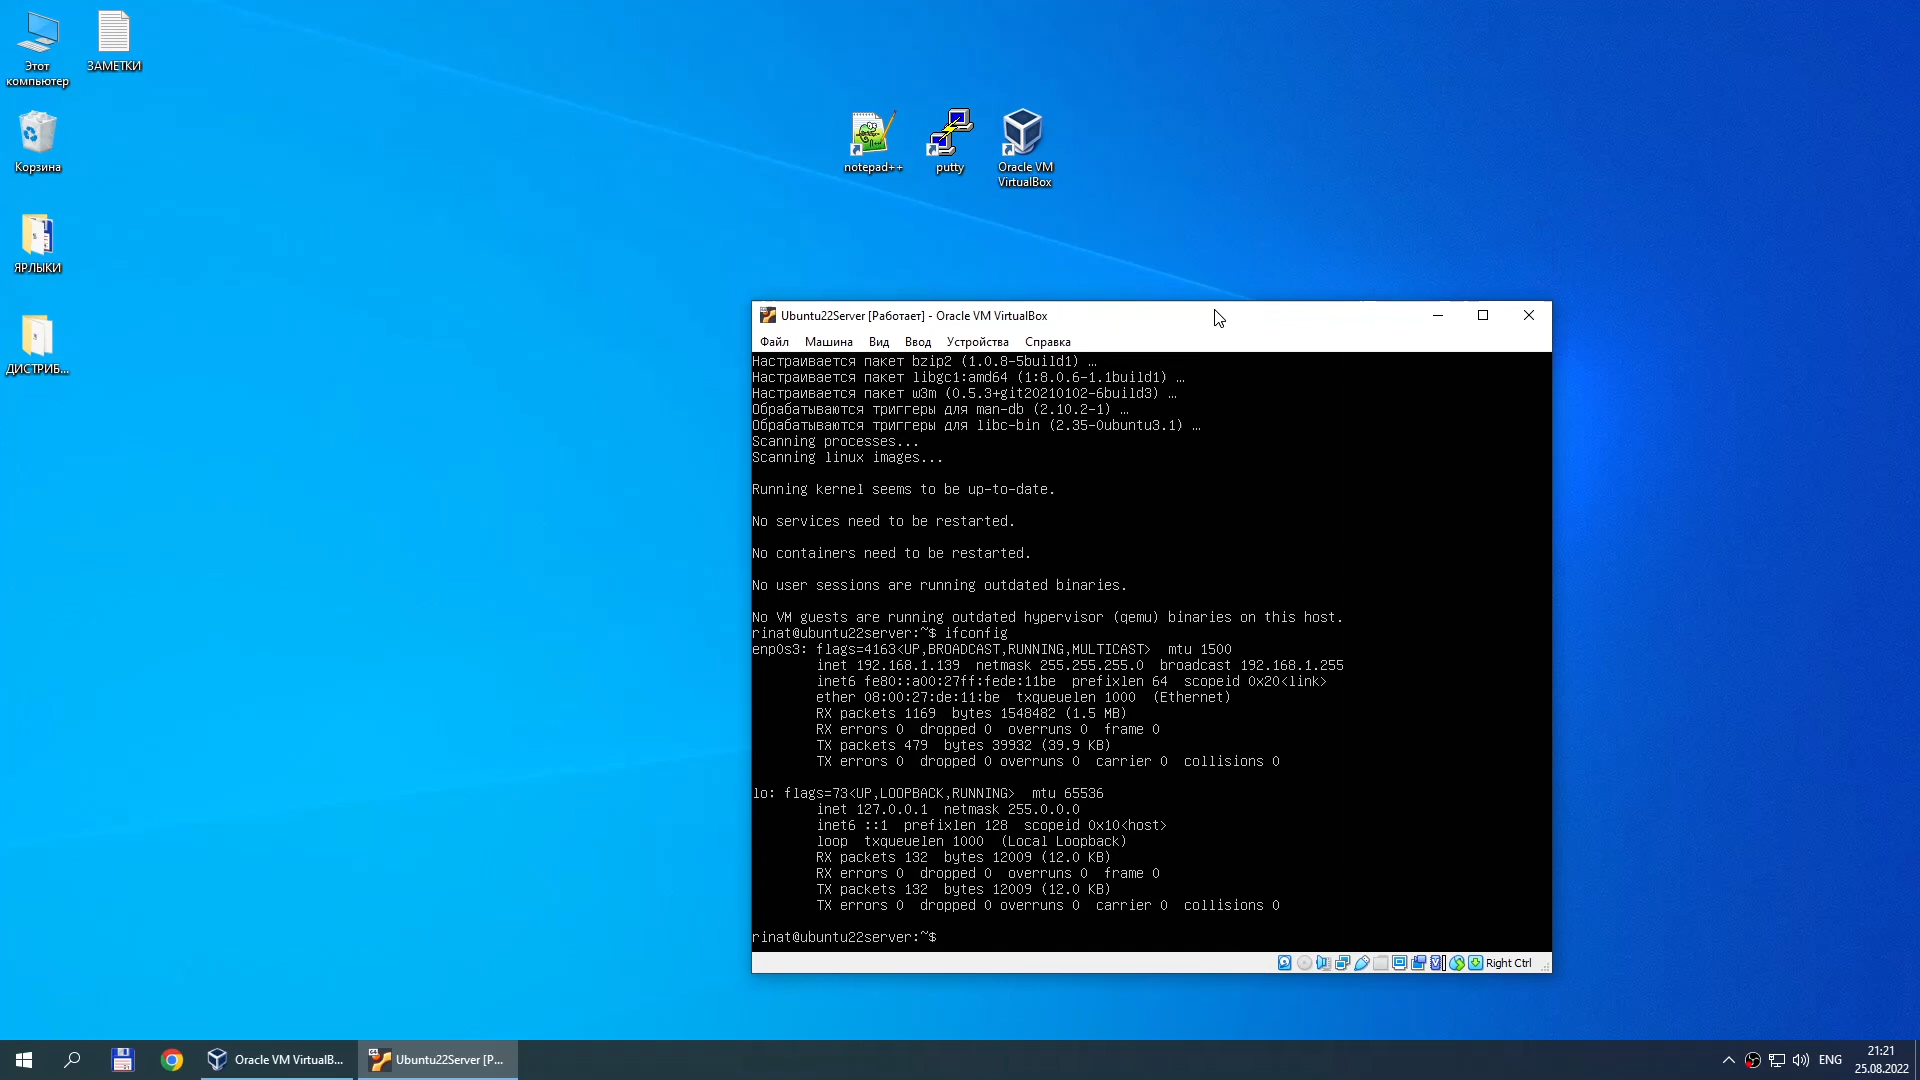 Этот
компьютер
ЗАМЕТКИ
Корзина
ЯРЛЫКИ
ДИСТРИБ...
notepad++
putty
Oracle VM
VirtualBox
Ubuntu22Server [Работает] - Oracle VM VirtualBox
Файл Машина Вид Ввод Устройства Справка
Настраивается пакет bzip2 (1.0.8-5build1) …
Настраивается пакет libgc1:amd64 (1:8.0.6-1.1build1) …
Настраивается пакет w3m (0.5.3+git20210102-6build3) …
Обрабатываются триггеры для man-db (2.10.2-1) …
Обрабатываются триггеры для libc-bin (2.35-0ubuntu3.1) …
Scanning processes...
Scanning linux images...
Running kernel seems to be up-to-date.
No services need to be restarted.
No containers need to be restarted.
No user sessions are running outdated binaries.
No VM guests are running outdated hypervisor (qemu) binaries on this host.
rinat@ubuntu22server:~$ ifconfig
enp0s3: flags=4163<UP,BROADCAST,RUNNING,MULTICAST>  mtu 1500
inet 192.168.1.139  netmask 255.255.255.0  broadcast 192.168.1.255
inet6 fe80::a00:27ff:fede:11be  prefixlen 64  scopeid 0x20<link>
ether 08:00:27:de:11:be  txqueuelen 1000  (Ethernet)
RX packets 1169  bytes 1548482 (1.5 MB)
RX errors 0  dropped 0  overruns 0  frame 0
TX packets 479  bytes 39932 (39.9 KB)
TX errors 0  dropped 0 overruns 0  carrier 0  collisions 0
lo: flags=73<UP,LOOPBACK,RUNNING>  mtu 65536
inet 127.0.0.1  netmask 255.0.0.0
inet6 ::1  prefixlen 128  scopeid 0x10<host>
loop  txqueuelen 1000  (Local Loopback)
RX packets 132  bytes 12009 (12.0 KB)
RX errors 0  dropped 0  overruns 0  frame 0
TX packets 132  bytes 12009 (12.0 KB)
TX errors 0  dropped 0 overruns 0  carrier 0  collisions 0
rinat@ubuntu22server:~$
Right Ctrl
Oracle VM VirtualB...
Ubuntu22Server [Р...
ENG
21:21
25.08.2022